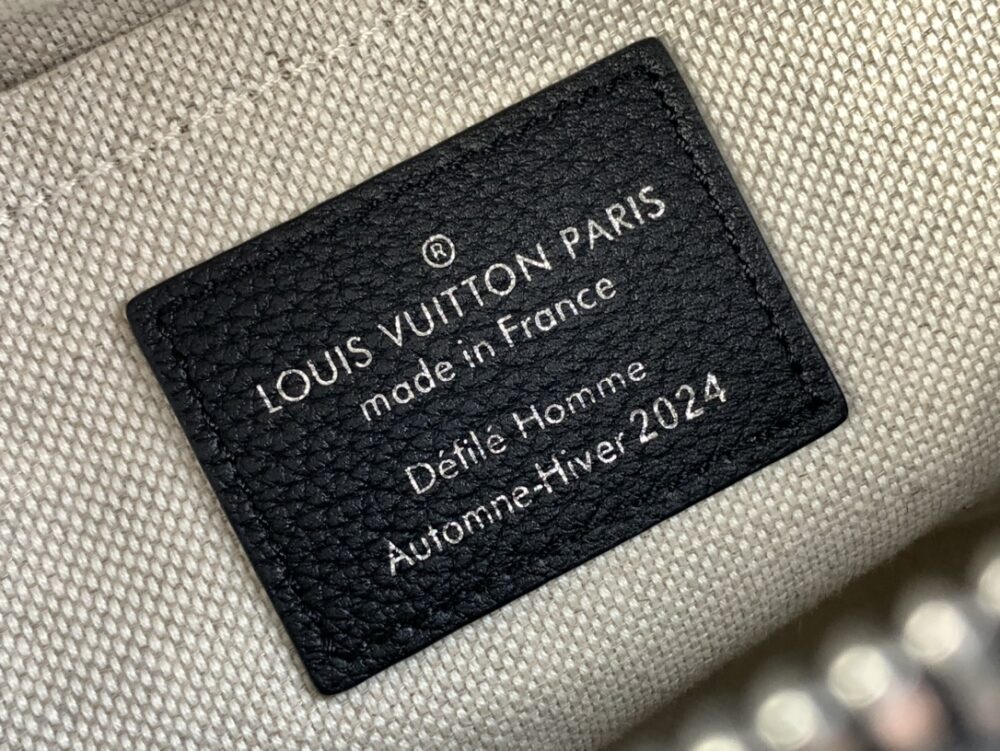 ®
LOUIS VUITTON PARIS
made in France
Défilé Homme
Automne-Hiver 2024